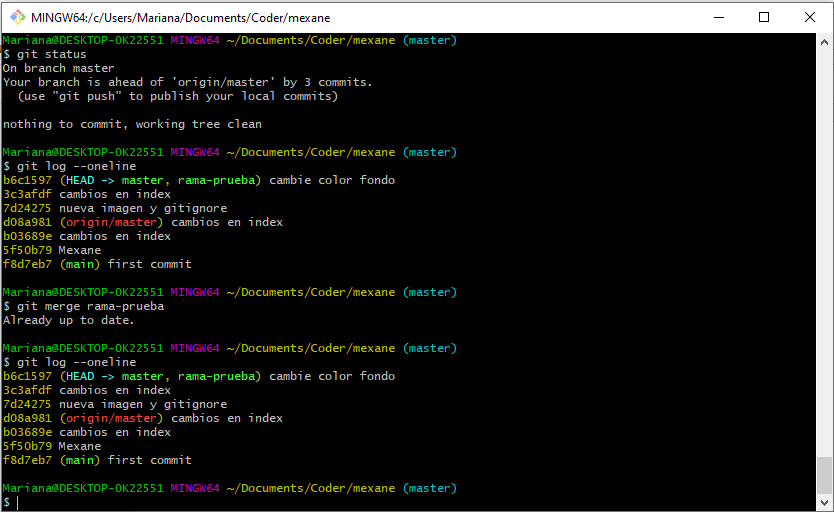 MINGW64:/c/Users/Mariana/Documents/Coder/mexane
Mariana@DESKTOP-OK22551 MINGW64 ~/Documents/Coder/mexane (master)
$ git status
On branch master
Your branch is ahead of 'origin/master' by 3 commits.
  (use "git push" to publish your local commits)

nothing to commit, working tree clean

Mariana@DESKTOP-OK22551 MINGW64 ~/Documents/Coder/mexane (master)
$ git log --oneline
b6c1597 (HEAD -> master, rama-prueba) cambie color fondo
3c3afdf cambios en index
7d24275 nueva imagen y gitignore
d08a981 (origin/master) cambios en index
b03689e cambios en index
5f50b79 Mexane
f8d7eb7 (main) first commit

Mariana@DESKTOP-OK22551 MINGW64 ~/Documents/Coder/mexane (master)
$ git merge rama-prueba
Already up to date.

Mariana@DESKTOP-OK22551 MINGW64 ~/Documents/Coder/mexane (master)
$ git log --oneline
b6c1597 (HEAD -> master, rama-prueba) cambie color fondo
3c3afdf cambios en index
7d24275 nueva imagen y gitignore
d08a981 (origin/master) cambios en index
b03689e cambios en index
5f50b79 Mexane
f8d7eb7 (main) first commit

Mariana@DESKTOP-OK22551 MINGW64 ~/Documents/Coder/mexane (master)
$